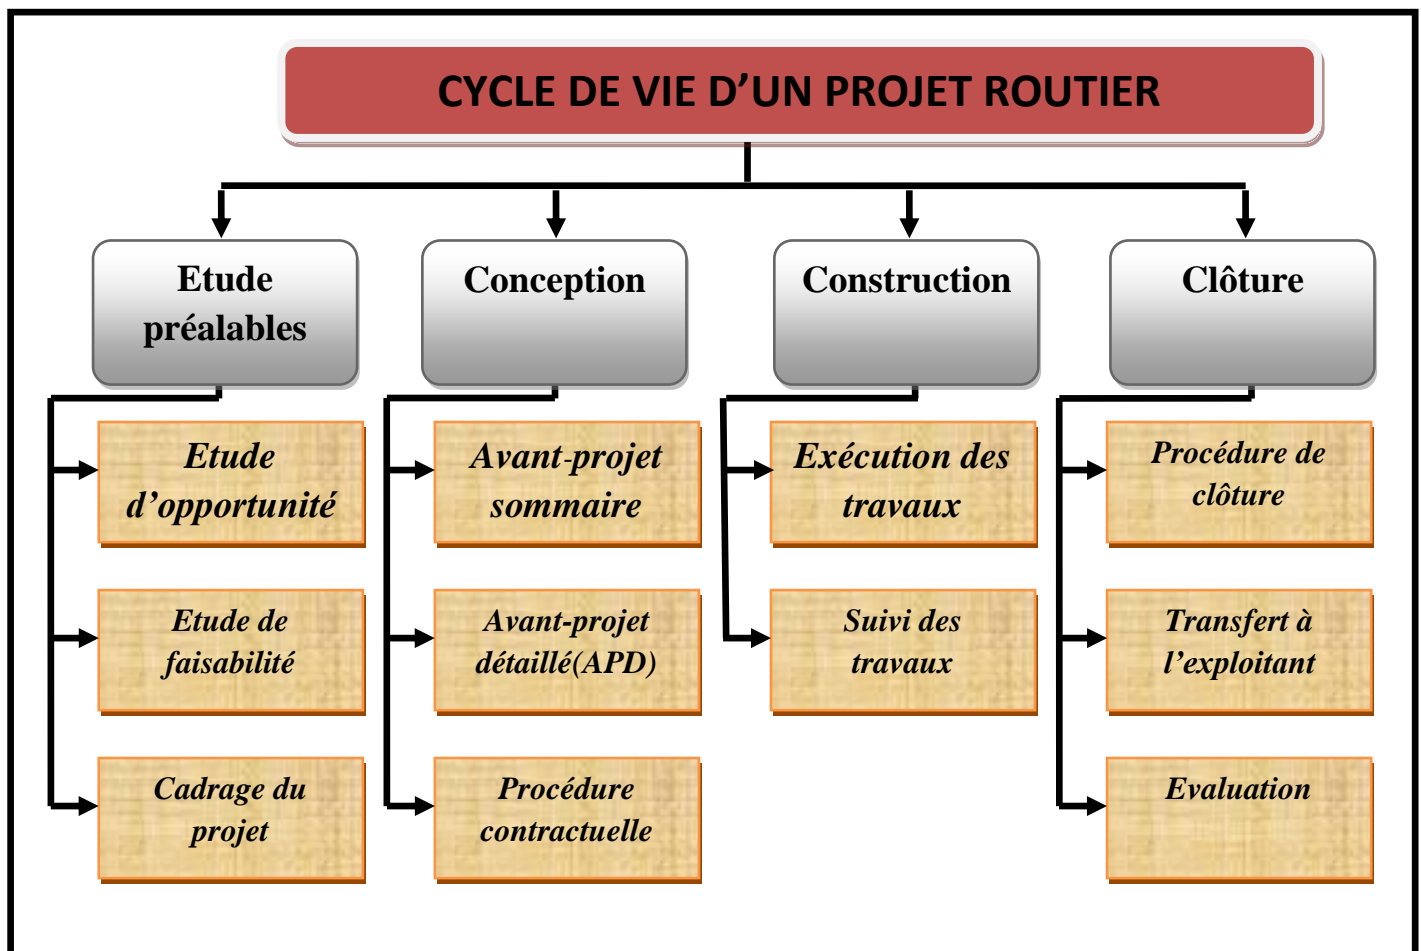 CYCLE DE VIE D’UN PROJET ROUTIER
Etude
préalables
Conception
Construction
Clôture
Etude
d’opportunité
Avant-projet
sommaire
Exécution des
travaux
Procédure de
clôture
Etude de
faisabilité
Avant-projet
détaillé(APD)
Suivi des
travaux
Transfert à
l’exploitant
Cadrage du
projet
Procédure
contractuelle
Evaluation